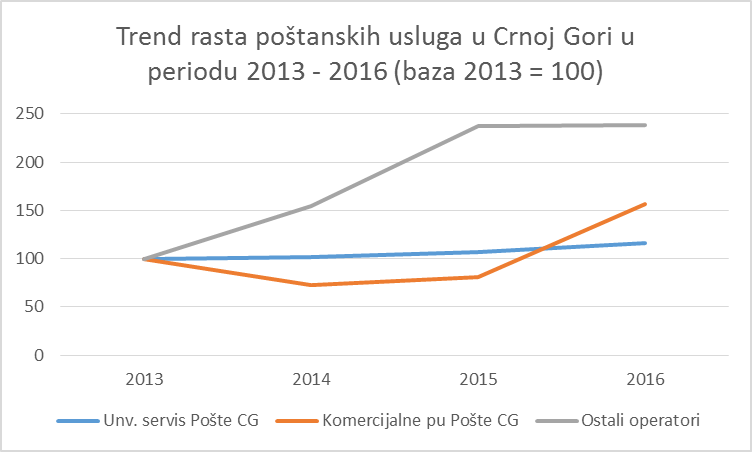 Trend rasta poštanskih usluga u Crnoj Gori u
periodu 2013 - 2016 (baza 2013 = 100)
250
200
150
100
50
0
2013 2014 2015 2016
Unv. servis Pošte CG Komercijalne pu Pošte CG Ostali operatori